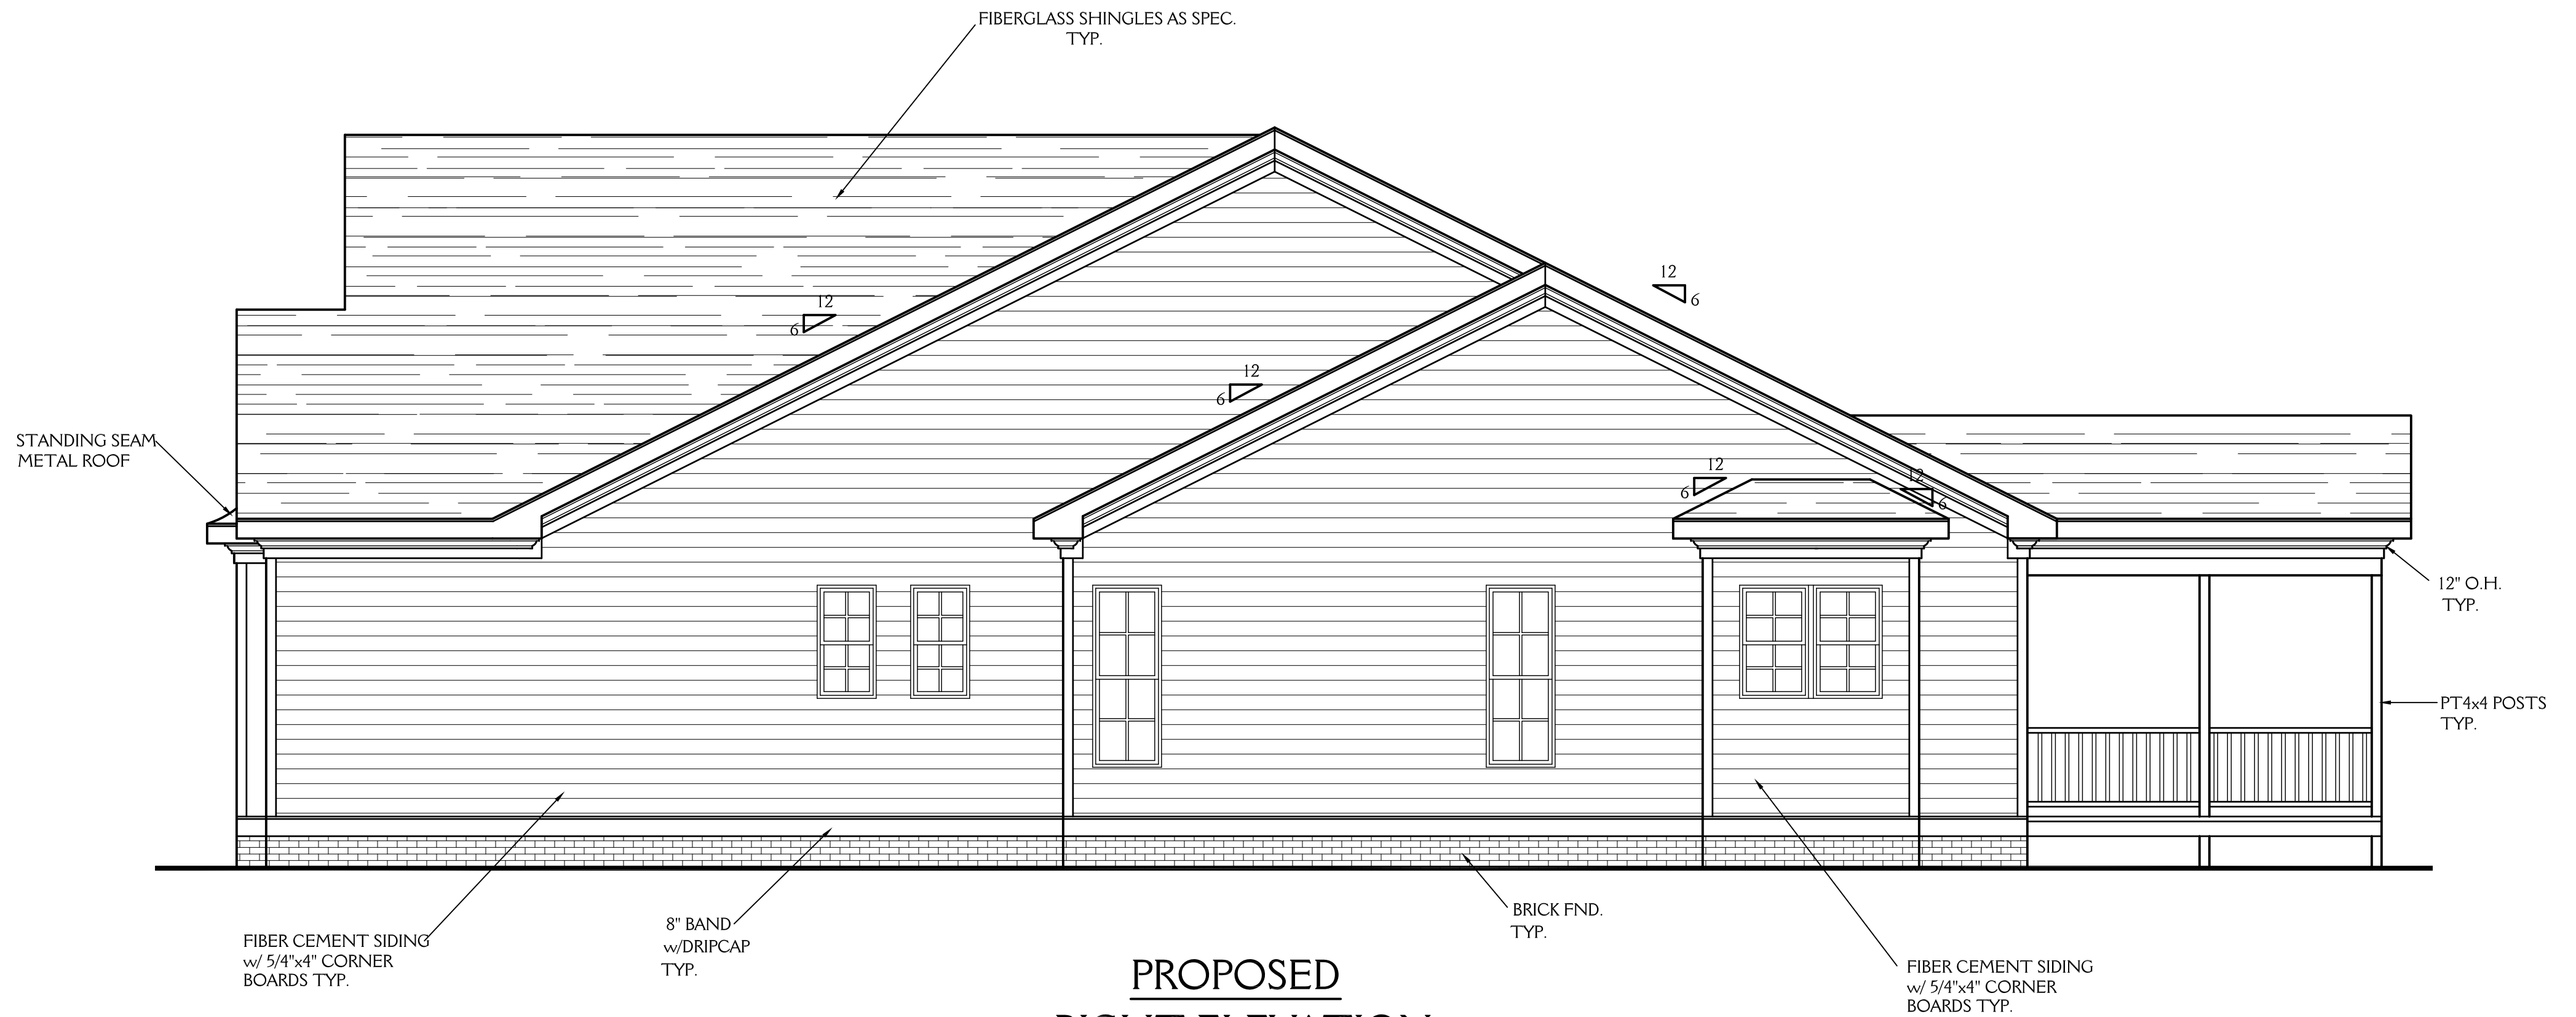 FIBERGLASS SHINGLES AS SPEC.
TYP.
12
6
12
6
12
6
STANDING SEAM
METAL ROOF
12
6
12
6
12" O.H.
TYP.
PT4x4 POSTS
TYP.
8" BAND
w/DRIPCAP
TYP.
BRICK FND.
TYP.
FIBER CEMENT SIDING
w/ 5/4"x4" CORNER
BOARDS TYP.
FIBER CEMENT SIDING
w/ 5/4"x4" CORNER
BOARDS TYP.
PROPOSED
RIGHT ELEVATION